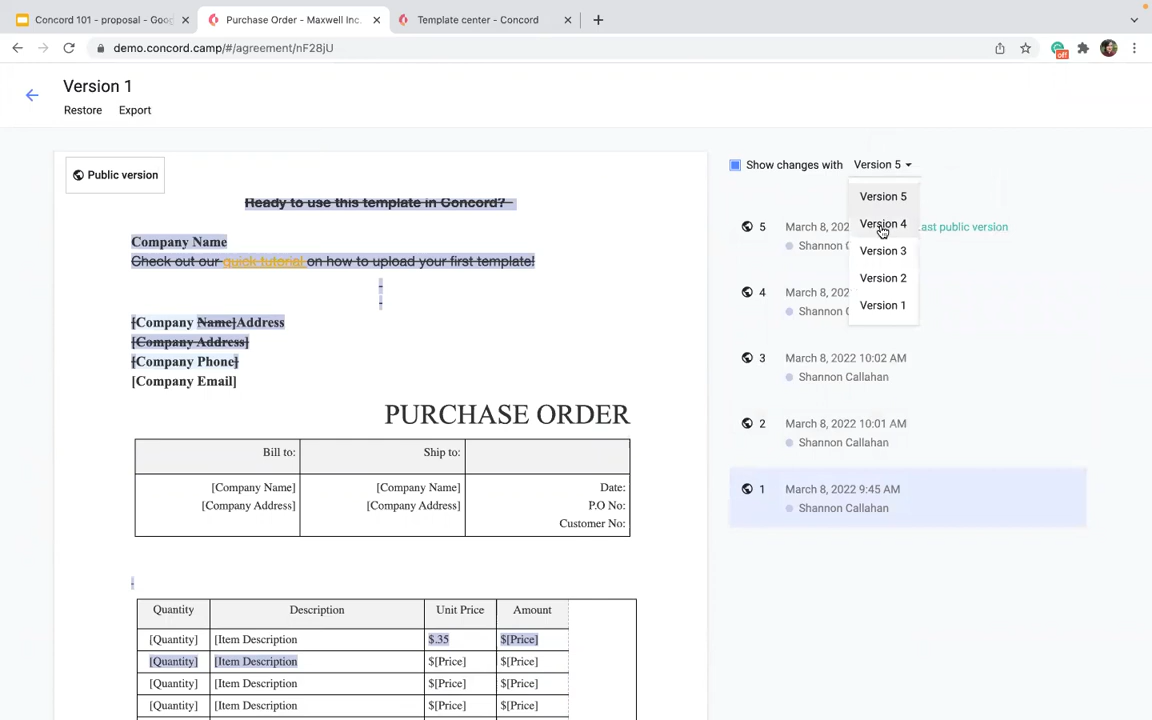 Concord 101 - proposal - Goo
Purchase Order - Maxwell Inc.
Template center - Concord
demo.concord.camp/#/agreement/nF28jU
off
Version 1
Restore
Export
Public version
Ready to use this template in Concord?
Company Name
Check out our quick tutorial on how to upload your first template!
[Company Name]Address
[Company Address]
[Company Phone]
[Company Email]
PURCHASE ORDER
Bill to: Ship to:
[Company Name] [Company Name] Date:
[Company Address] [Company Address] P.O No:
Customer No:
Quantity Description Unit Price Amount
[Quantity] [Item Description $.35 $[Price]
[Quantity] [Item Description $[Price] $[Price]
[Quantity] [Item Description $[Price] $[Price]
[Quantity] [Item Description $[Price] $[Price]
Show changes with Version 5
Version 5
Version 4
Version 3
Version 2
Version 1
5 March 8, 202 Last public version
Shannon C
4 March 8, 202
Shannon C
3 March 8, 2022 10:02 AM
Shannon Callahan
2 March 8, 2022 10:01 AM
Shannon Callahan
1 March 8, 2022 9:45 AM
Shannon Callahan